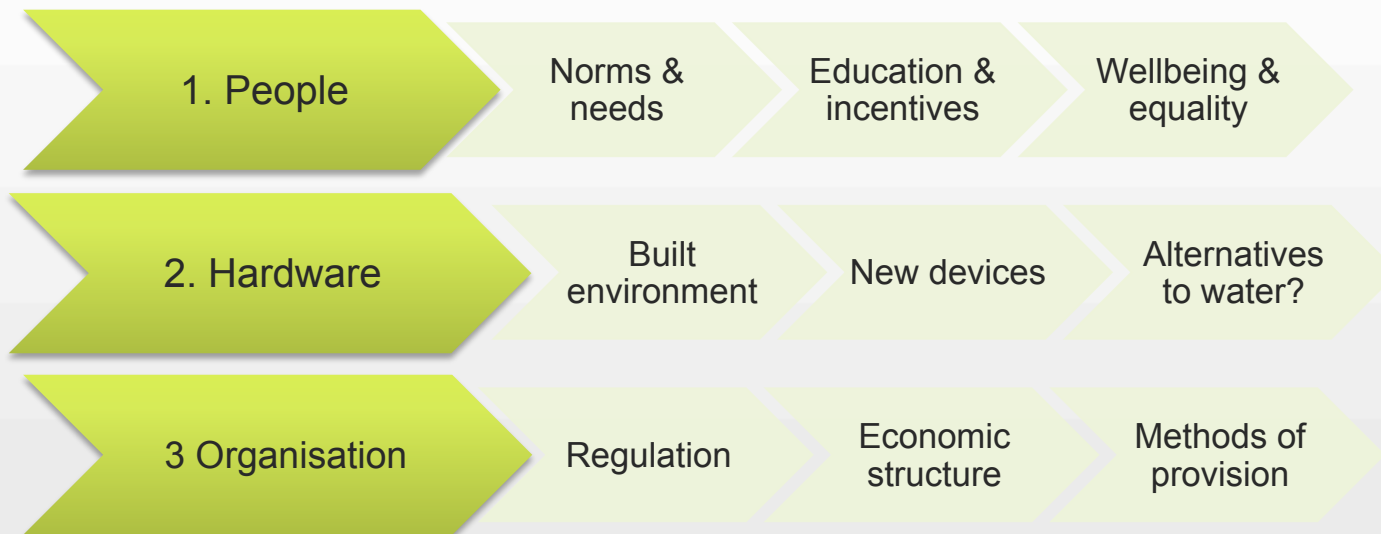 1. People
Norms &
needs
Education &
incentives
Wellbeing &
equality
2. Hardware
Built
environment
New devices
Alternatives
to water?
3 Organisation
Regulation
Economic
structure
Methods of
provision